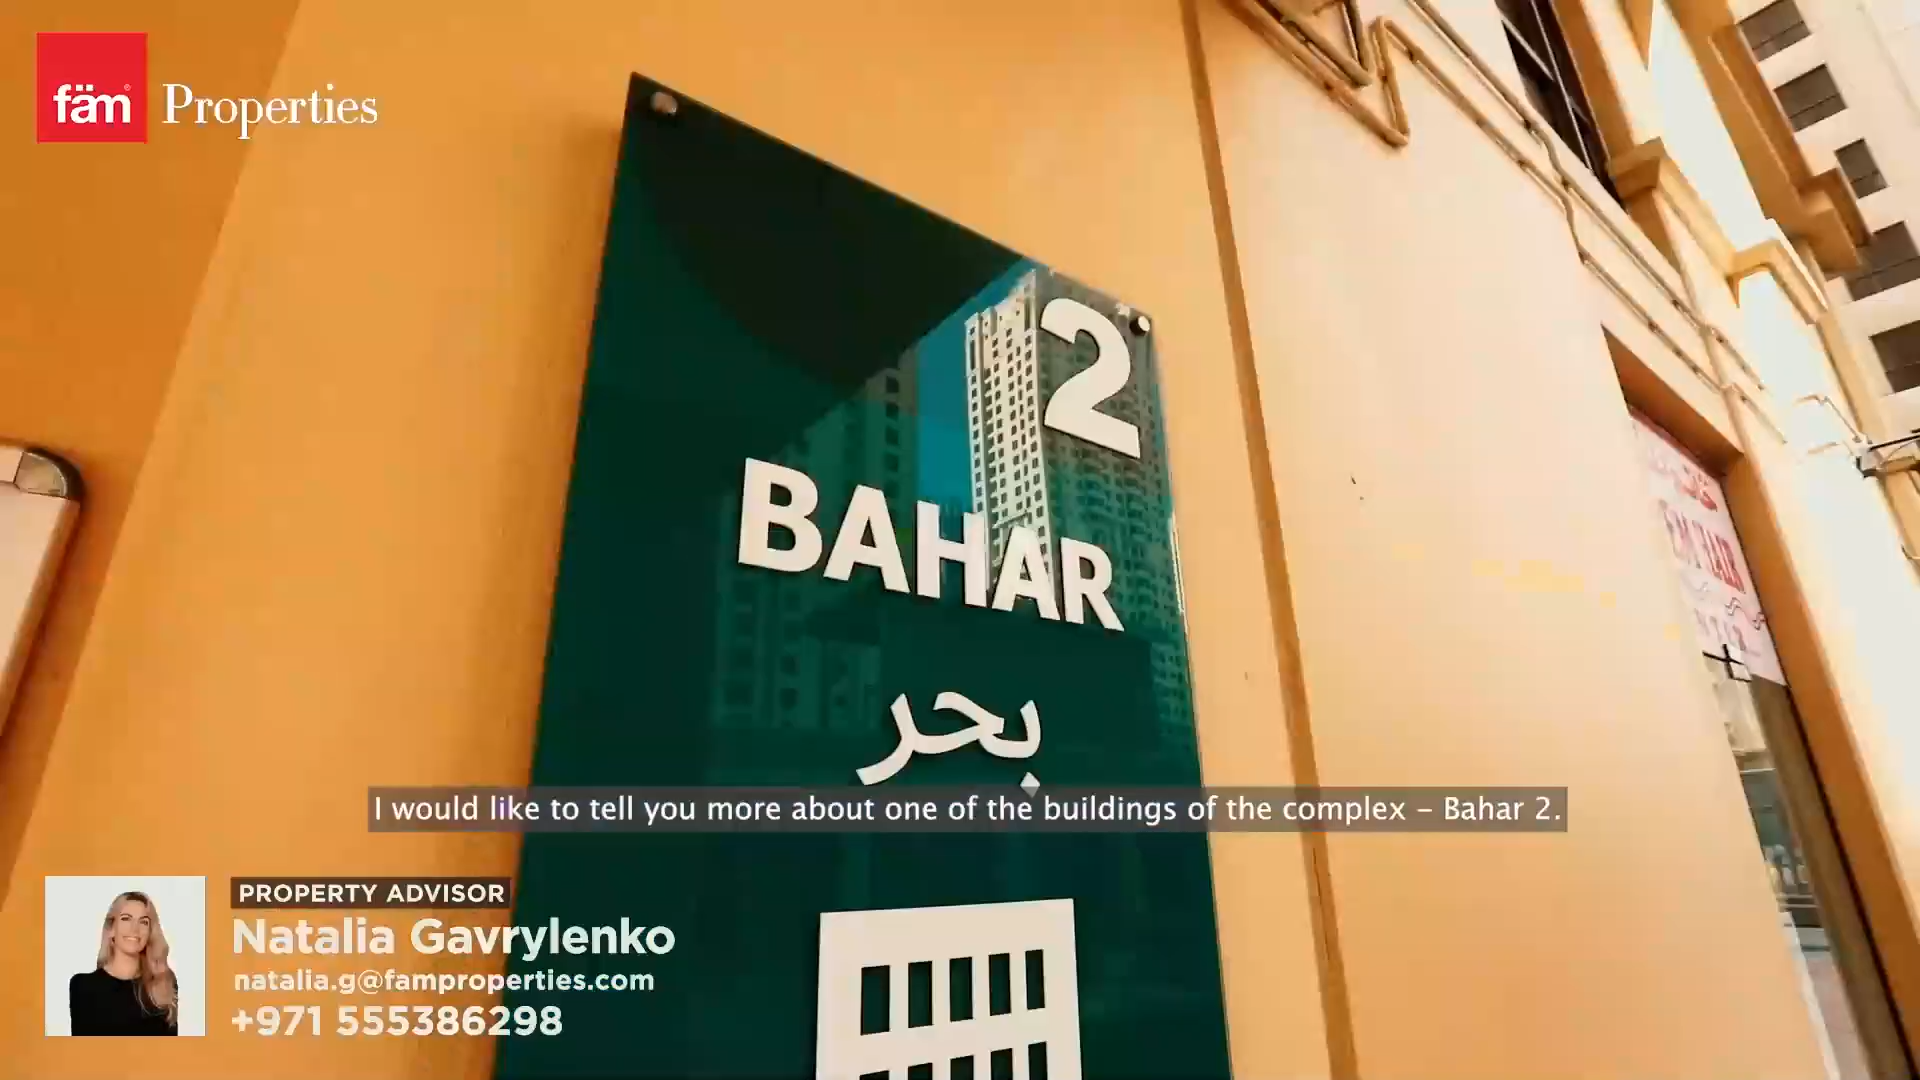 fäm Properties
2
BAHAR
بحر
I would like to tell you more about one of the buildings of the complex – Bahar 2.
PROPERTY ADVISOR
Natalia Gavrylenko
natalia.g@famproperties.com
+971 555386298